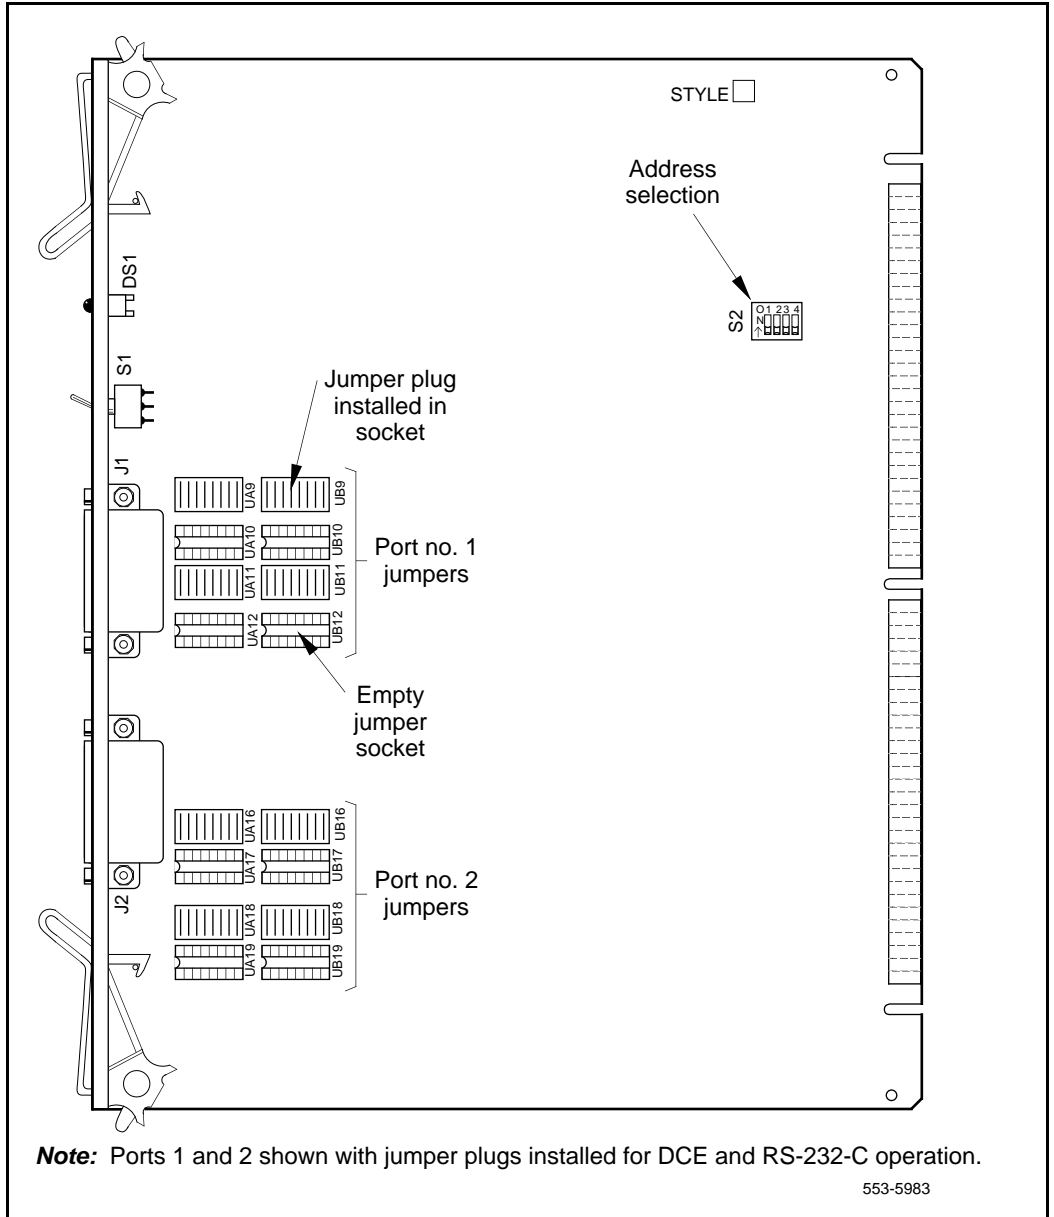 STYLE
Address
selection
DS1
S2
O 1 2 3 4
N
S1
Jumper plug
installed in
socket
J1
UA9
UB9
UA10
UB10
Port no. 1
jumpers
UA11
UB11
UA12
UB12
Empty
jumper
socket
UA16
UB16
UA17
UB17
Port no. 2
jumpers
J2
UA18
UB18
UA19
UB19
Note: Ports 1 and 2 shown with jumper plugs installed for DCE and RS-232-C operation.
553-5983